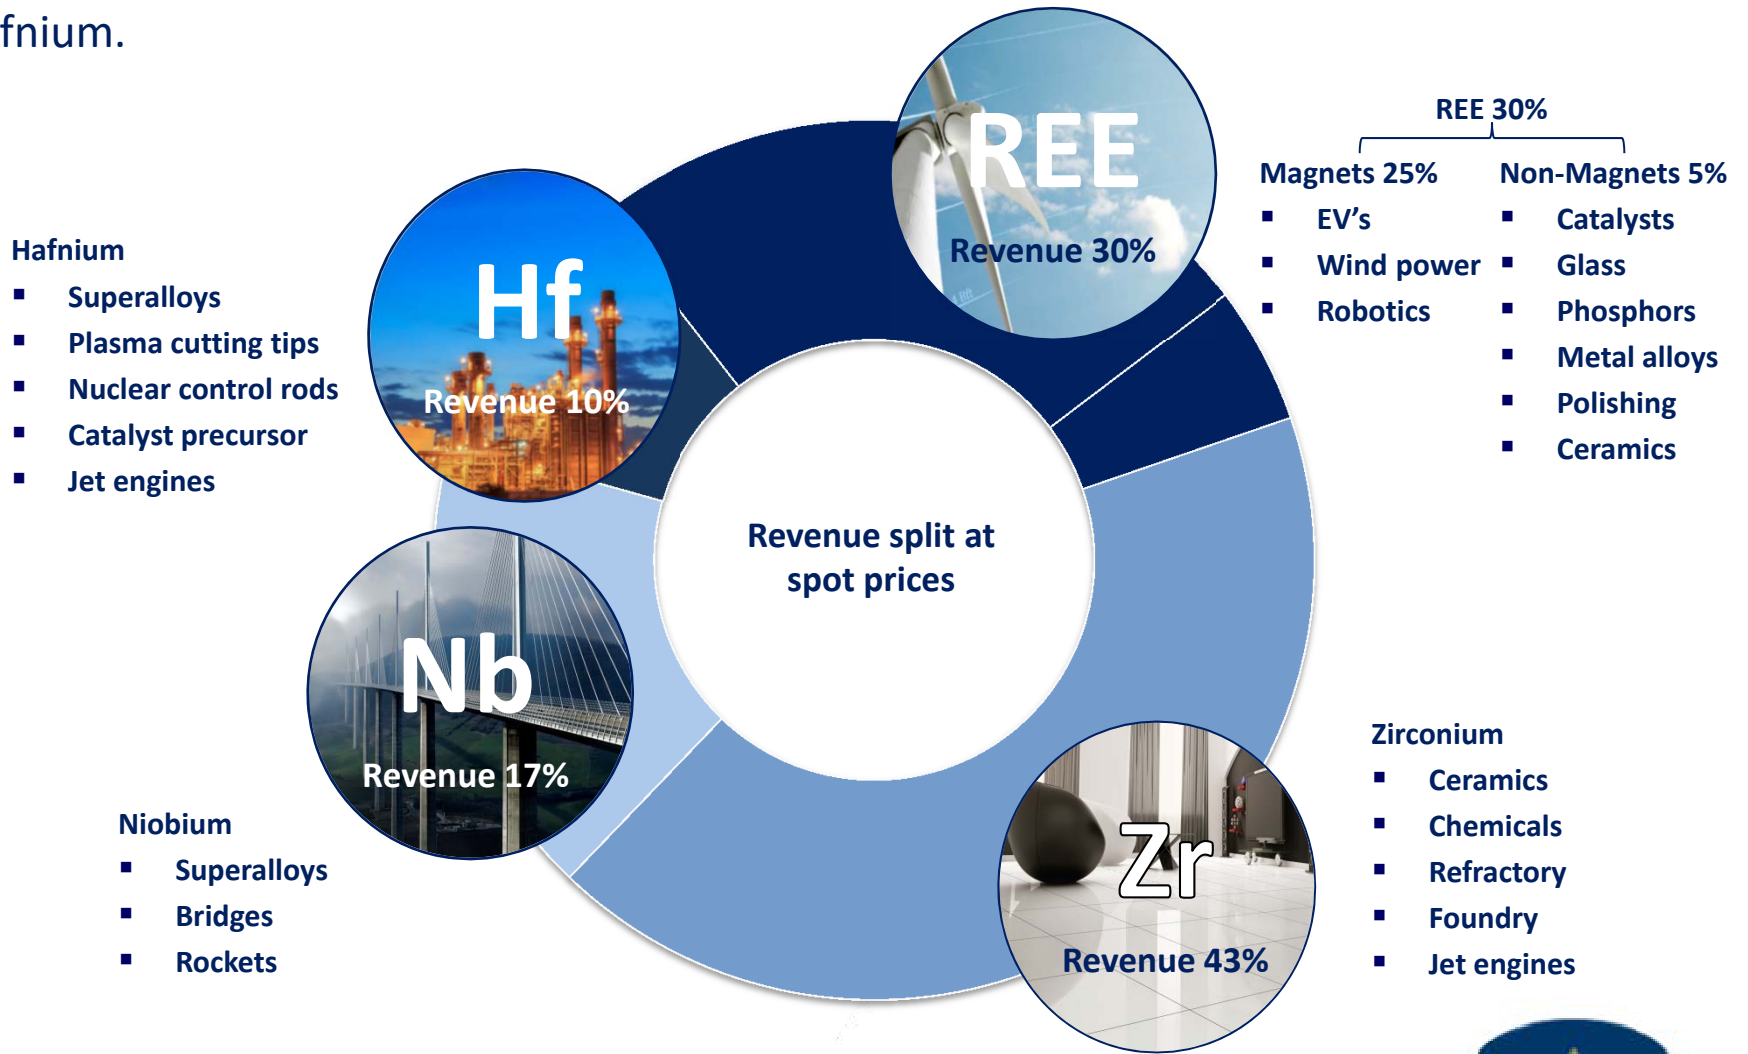 fnium.
REE
Revenue 30%
REE 30%
Magnets 25%
▪ EV's
▪ Wind power
▪ Robotics
Non-Magnets 5%
▪ Catalysts
▪ Glass
▪ Phosphors
▪ Metal alloys
▪ Polishing
▪ Ceramics
Hf
Revenue 10%
Hafnium
▪ Superalloys
▪ Plasma cutting tips
▪ Nuclear control rods
▪ Catalyst precursor
▪ Jet engines
Revenue split at
spot prices
Nb
Revenue 17%
Niobium
▪ Superalloys
▪ Bridges
▪ Rockets
Zr
Revenue 43%
Zirconium
▪ Ceramics
▪ Chemicals
▪ Refractory
▪ Foundry
▪ Jet engines